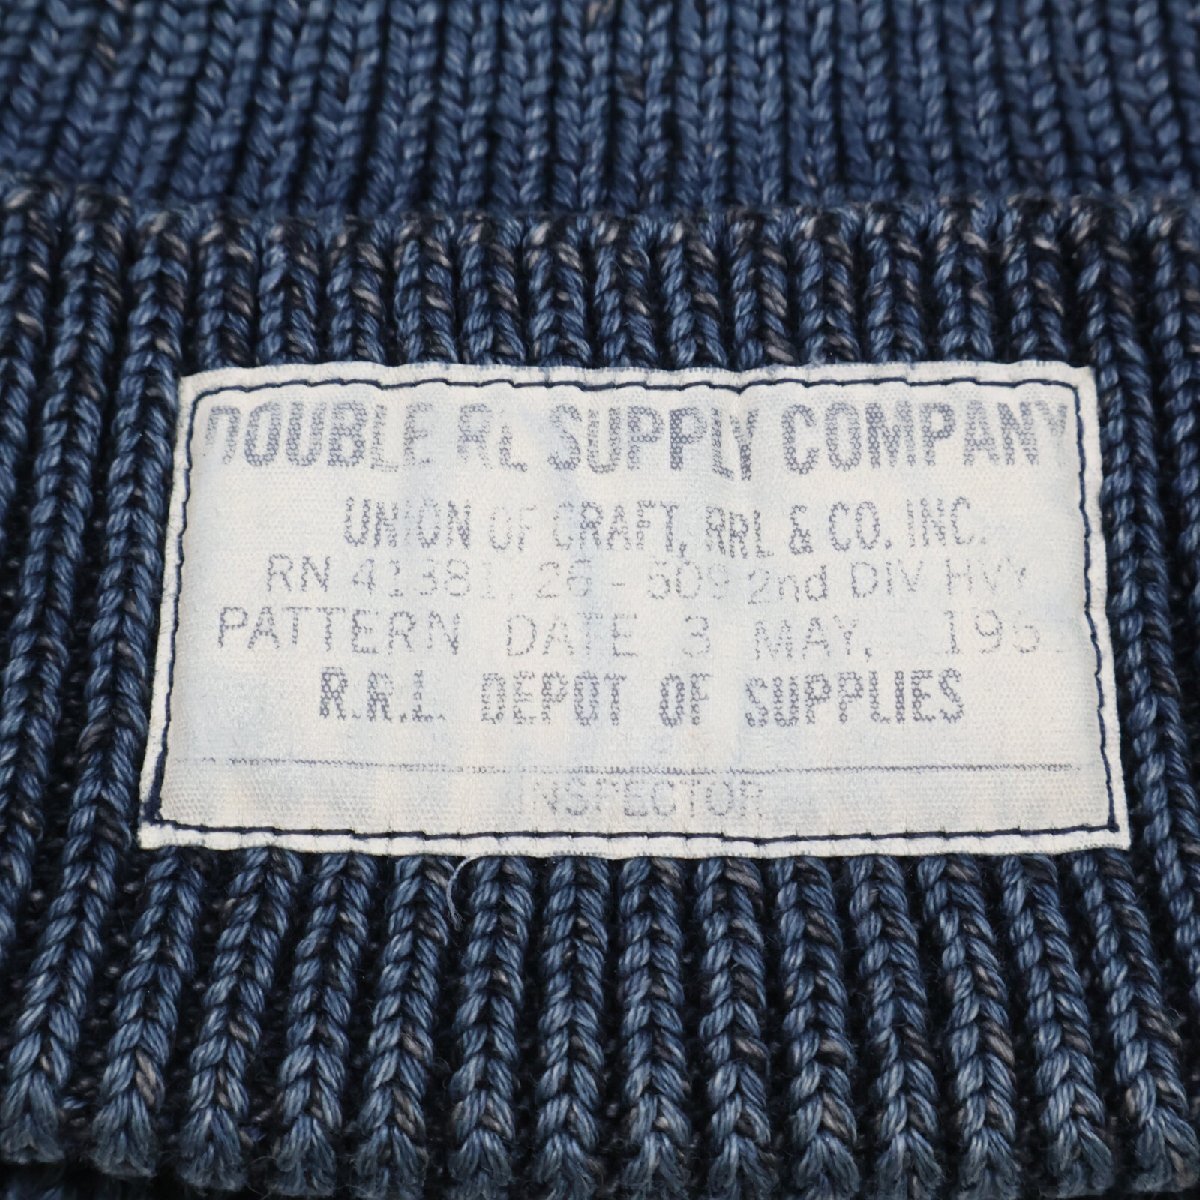 DOUBLE RL SUPPLY COMPANY
UNION OF CRAFT, RRL & CO. INC.
RN 41381, 26 - 509 2nd DIV HVY
PATTERN DATE 3 MAY,
R.R.L. DEPOT OF SUPPLIES
INSPECTOR